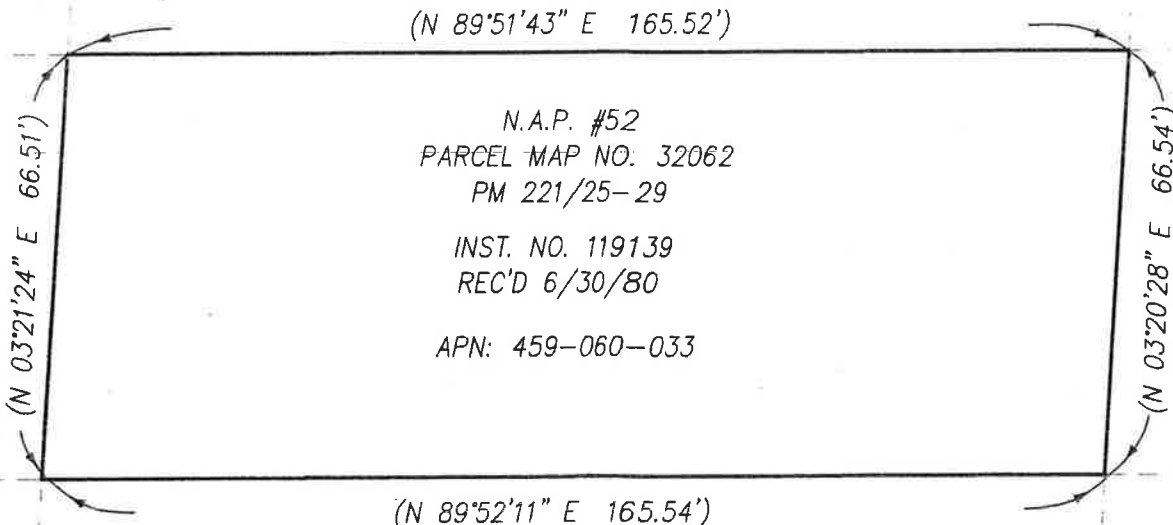 (N 89°51'43" E 165.52')
(N 03°21'24" E 66.51')
N.A.P. #52
PARCEL MAP NO. 32062
PM 221/25-29
INST. NO. 119139
REC'D 6/30/80
APN: 459-060-033
(N 03°20'28" E 66.54')
(N 89°52'11" E 165.54')